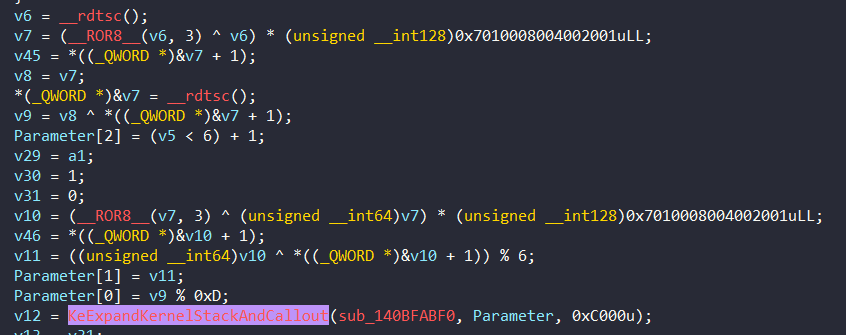 v6 = __rdtsc();
v7 = (__ROR8__(v6, 3) ^ v6) * (unsigned __int128)0x7010008004002001uLL;
v45 = *((_QWORD *)&v7 + 1);
v8 = v7;
*(_QWORD *)&v7 = __rdtsc();
v9 = v8 ^ *((_QWORD *)&v7 + 1);
Parameter[2] = (v5 < 6) + 1;
v29 = a1;
v30 = 1;
v31 = 0;
v10 = (__ROR8__(v7, 3) ^ (unsigned __int64)v7) * (unsigned __int128)0x7010008004002001uLL;
v46 = *((_QWORD *)&v10 + 1);
v11 = ((unsigned __int64)v10 ^ *((_QWORD *)&v10 + 1)) % 6;
Parameter[1] = v11;
Parameter[0] = v9 % 0xD;
v12 = KeExpandKernelStackAndCallout(sub_140BFABF0, Parameter, 0xC000u);